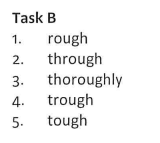 Task B
1. rough
2. through
3. thoroughly
4. trough
5. tough